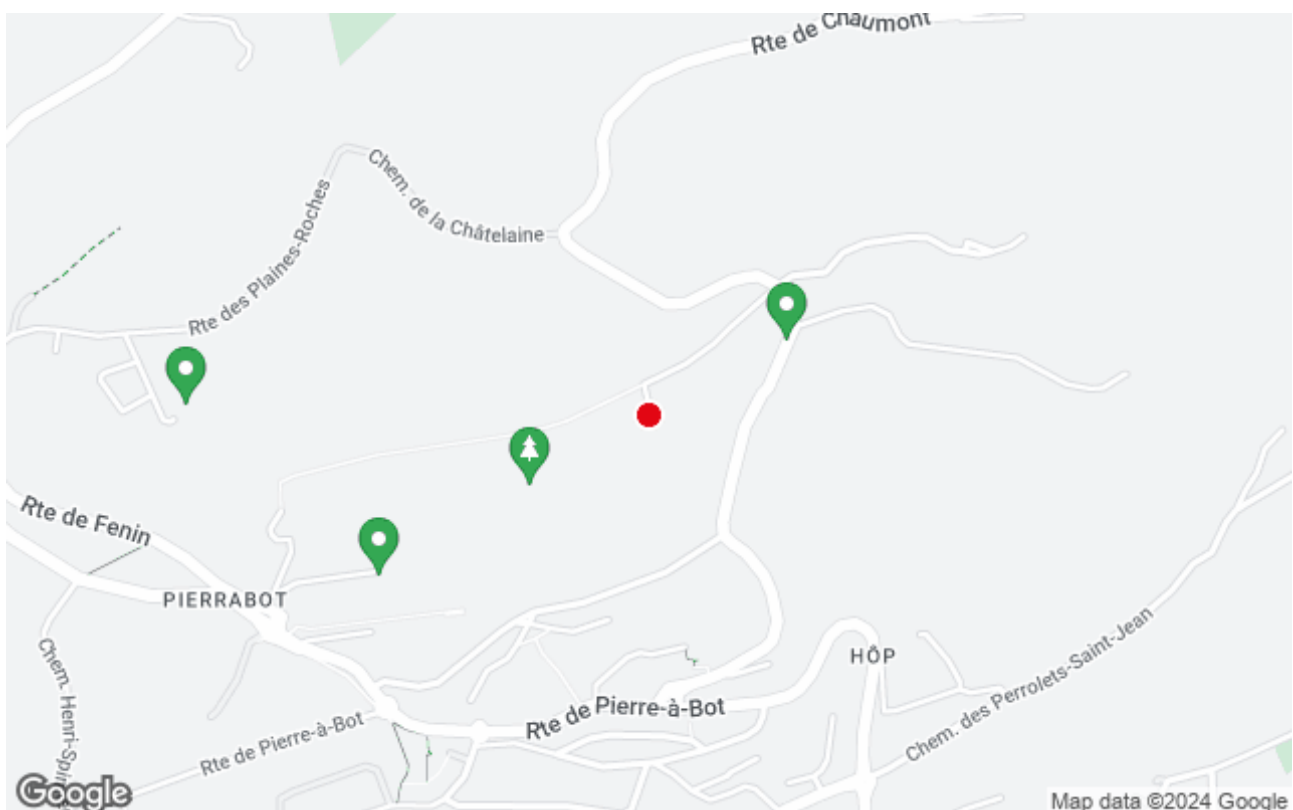 Rte de Chaumont
Chem. de la Châtelaine
Rte des Plaines-Roches
Rte de Fenin
PIERRABOT
HÔP
Chem. des Perrolets-Saint-Jean
Rte de Pierre-à-Bot
Rte de Pierre-à-Bot
Chem. Henri-
Google
Map data ©2024 Google